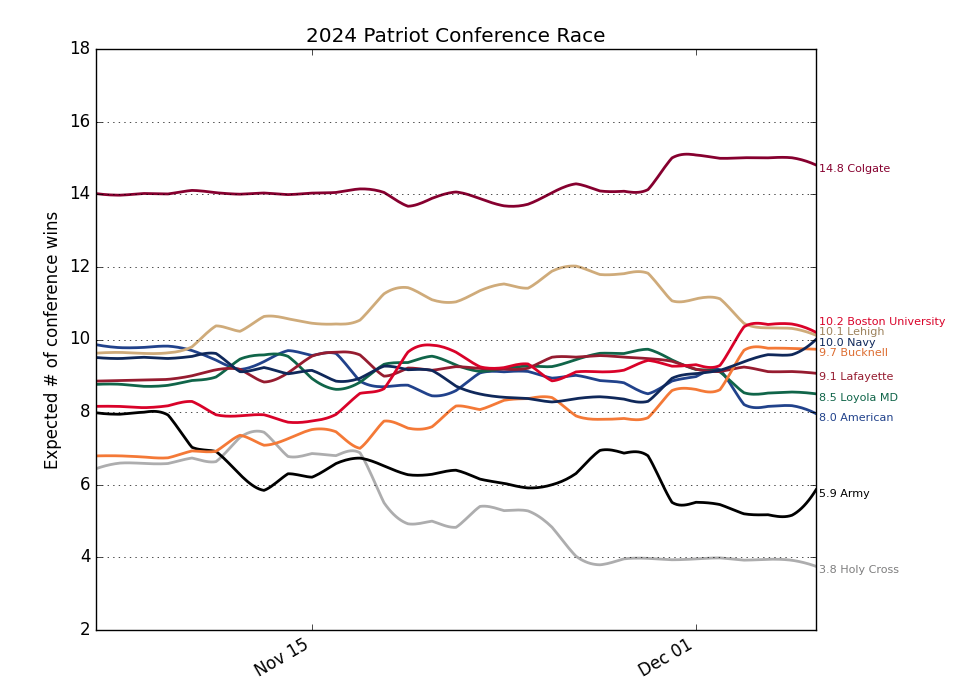 2024 Patriot Conference Race
Expected # of conference wins
18
16
14
12
10
8
6
4
2
Nov 15
Dec 01
14.8 Colgate
10.2 Boston University
10.1 Lehigh
10.0 Navy
9.7 Bucknell
9.1 Lafayette
8.5 Loyola MD
8.0 American
5.9 Army
3.8 Holy Cross